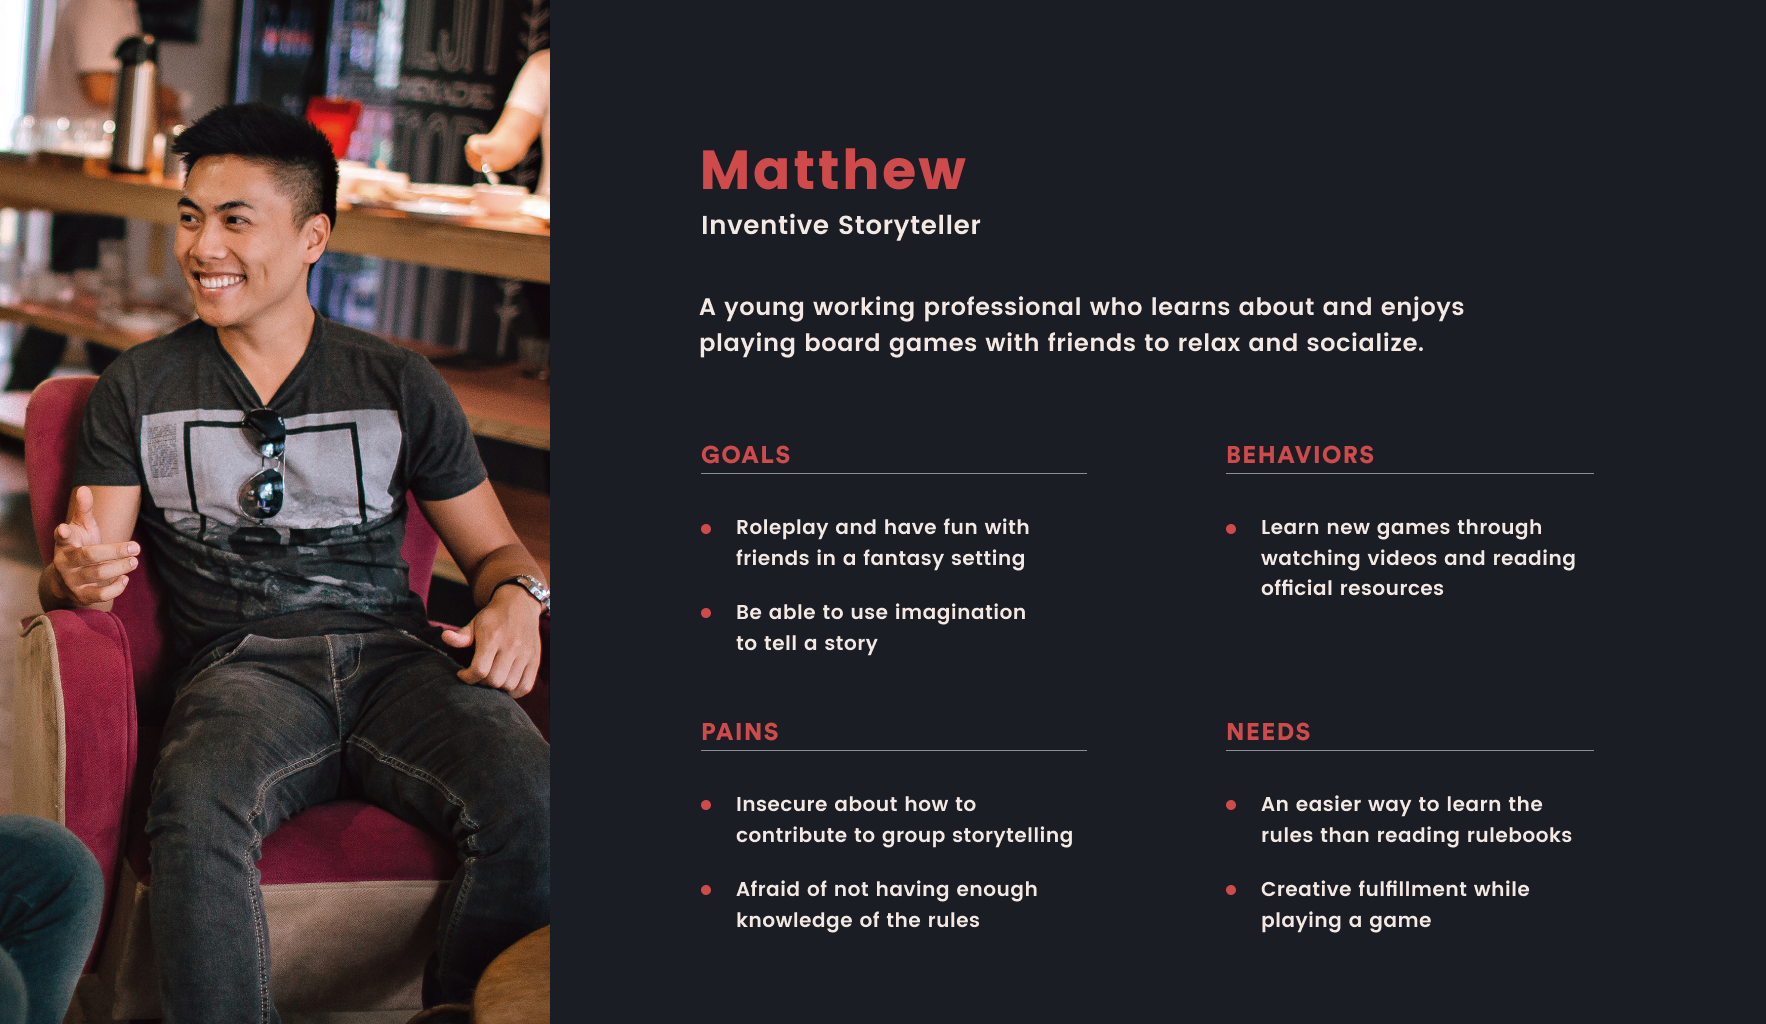 Matthew
Inventive Storyteller
A young working professional who learns about and enjoys
playing board games with friends to relax and socialize.
GOALS
Roleplay and have fun with
friends in a fantasy setting
Be able to use imagination
to tell a story
BEHAVIORS
Learn new games through
watching videos and reading
official resources
PAINS
Insecure about how to
contribute to group storytelling
Afraid of not having enough
knowledge of the rules
NEEDS
An easier way to learn the
rules than reading rulebooks
Creative fulfillment while
playing a game